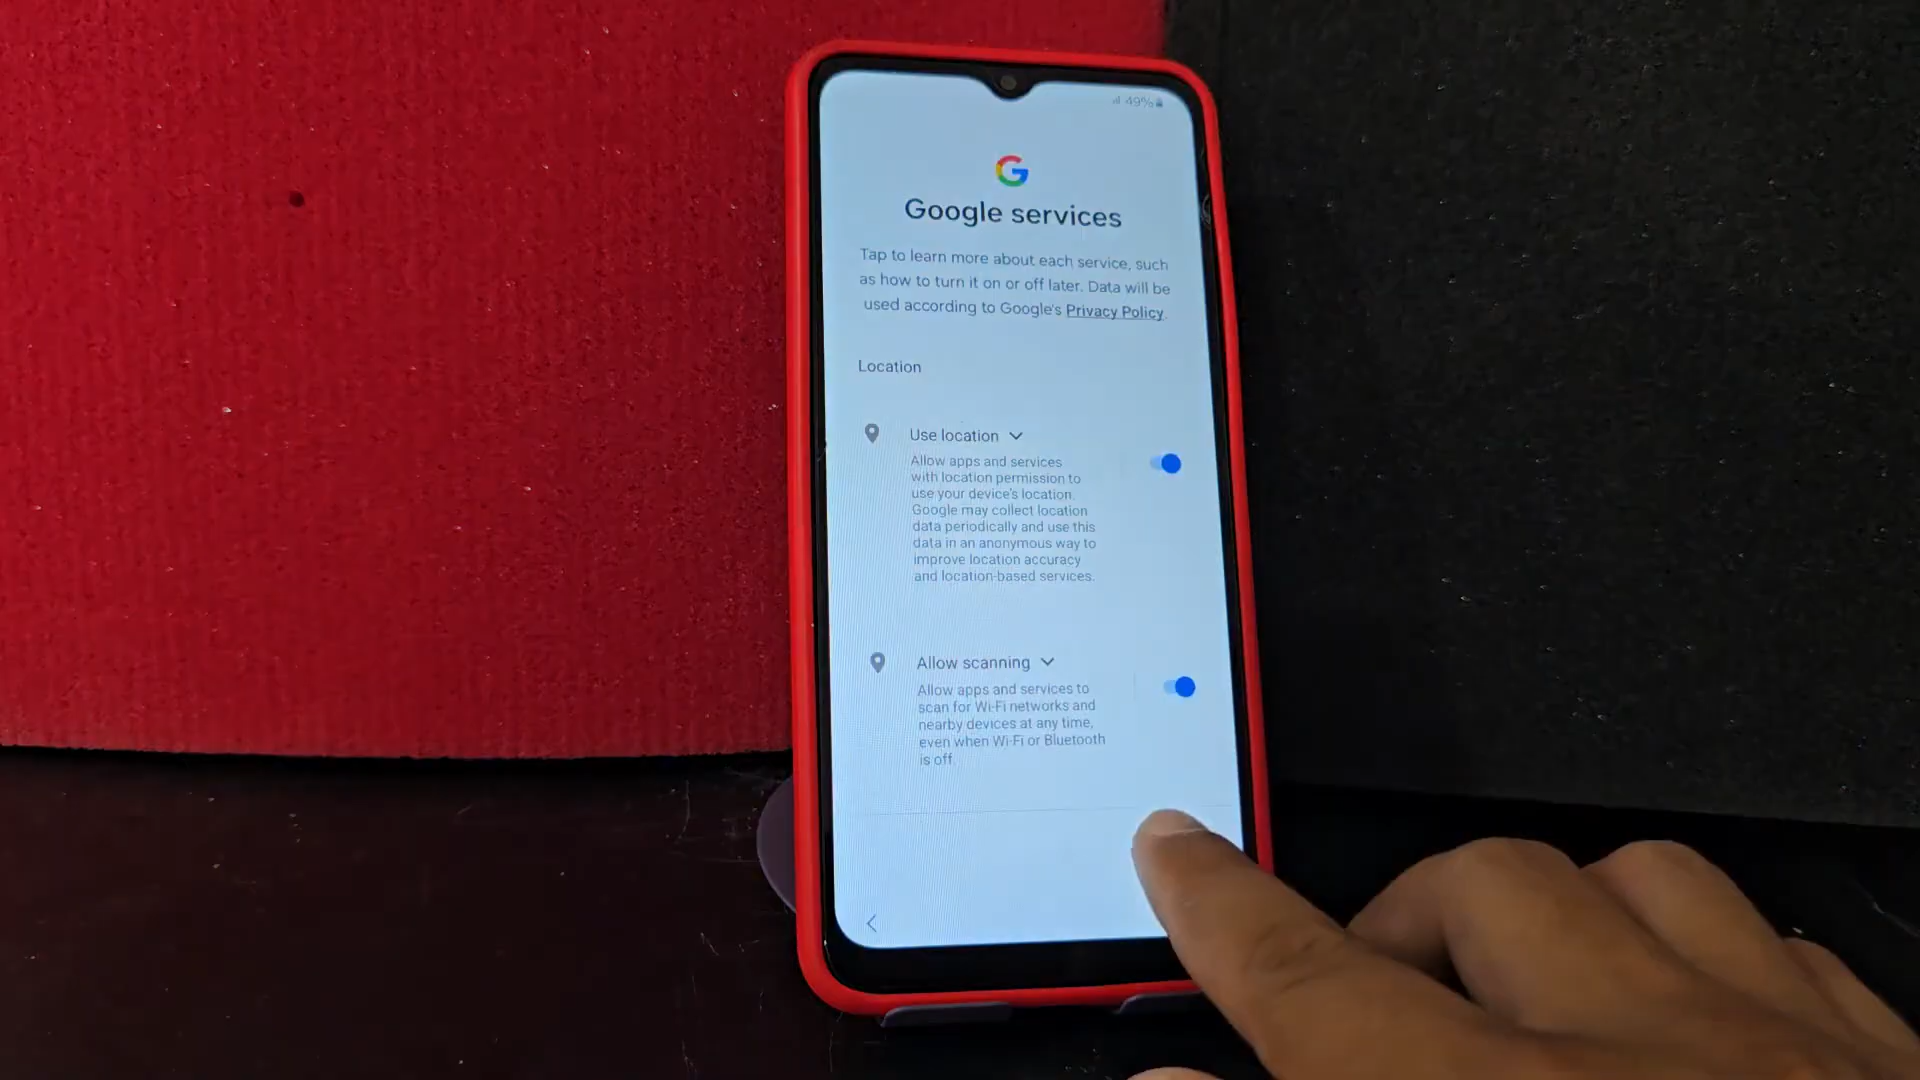 49%
Google services
Tap to learn more about each service, such
as how to turn it on or off later. Data will be
used according to Google's Privacy Policy.
Location
Use location
Allow apps and services
with location permission to
use your device's location.
Google may collect location
data periodically and use this
data in an anonymous way to
improve location accuracy
and location-based services.
Allow scanning
Allow apps and services to
scan for Wi-Fi networks and
nearby devices at any time,
even when Wi-Fi or Bluetooth
is off.